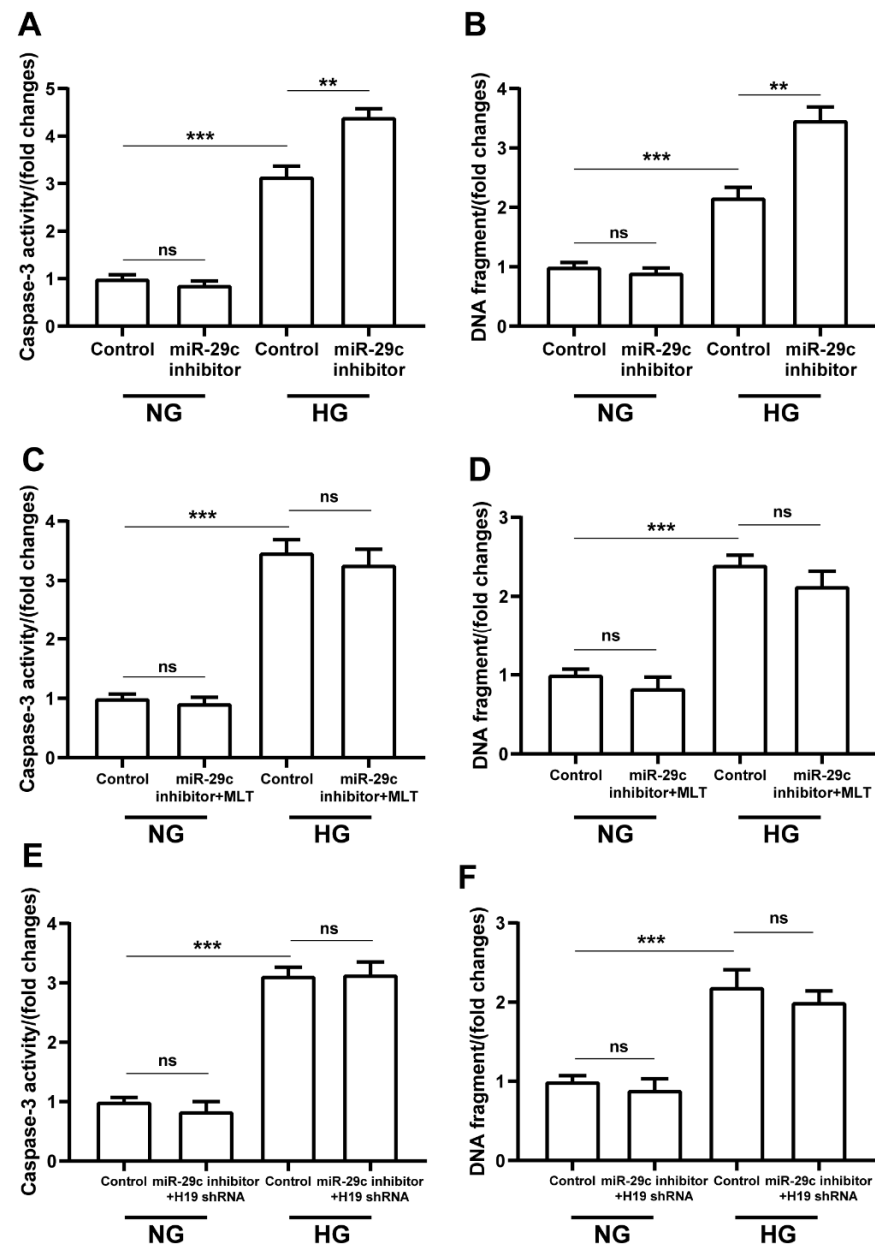 A
Caspase-3 activity/(fold changes)
5
4
3
2
1
0
***
**
ns
Control
miR-29c
inhibitor
Control
miR-29c
inhibitor
NG
HG
B
DNA fragment/(fold changes)
4
3
2
1
0
***
**
ns
Control
miR-29c
inhibitor
Control
miR-29c
inhibitor
NG
HG
C
Caspase-3 activity/(fold changes)
4
3
2
1
0
***
ns
ns
Control
miR-29c
inhibitor+MLT
Control
miR-29c
inhibitor+MLT
NG
HG
D
DNA fragment/(fold changes)
3
2
1
0
***
ns
ns
Control
miR-29c
inhibitor+MLT
Control
miR-29c
inhibitor+MLT
NG
HG
E
Caspase-3 activity/(fold changes)
4
3
2
1
0
***
ns
ns
Control
miR-29c inhibitor
+H19 shRNA
Control
miR-29c inhibitor
+H19 shRNA
NG
HG
F
DNA fragment/(fold changes)
3
2
1
0
***
ns
ns
Control
miR-29c inhibitor
+H19 shRNA
Control
miR-29c inhibitor
+H19 shRNA
NG
HG